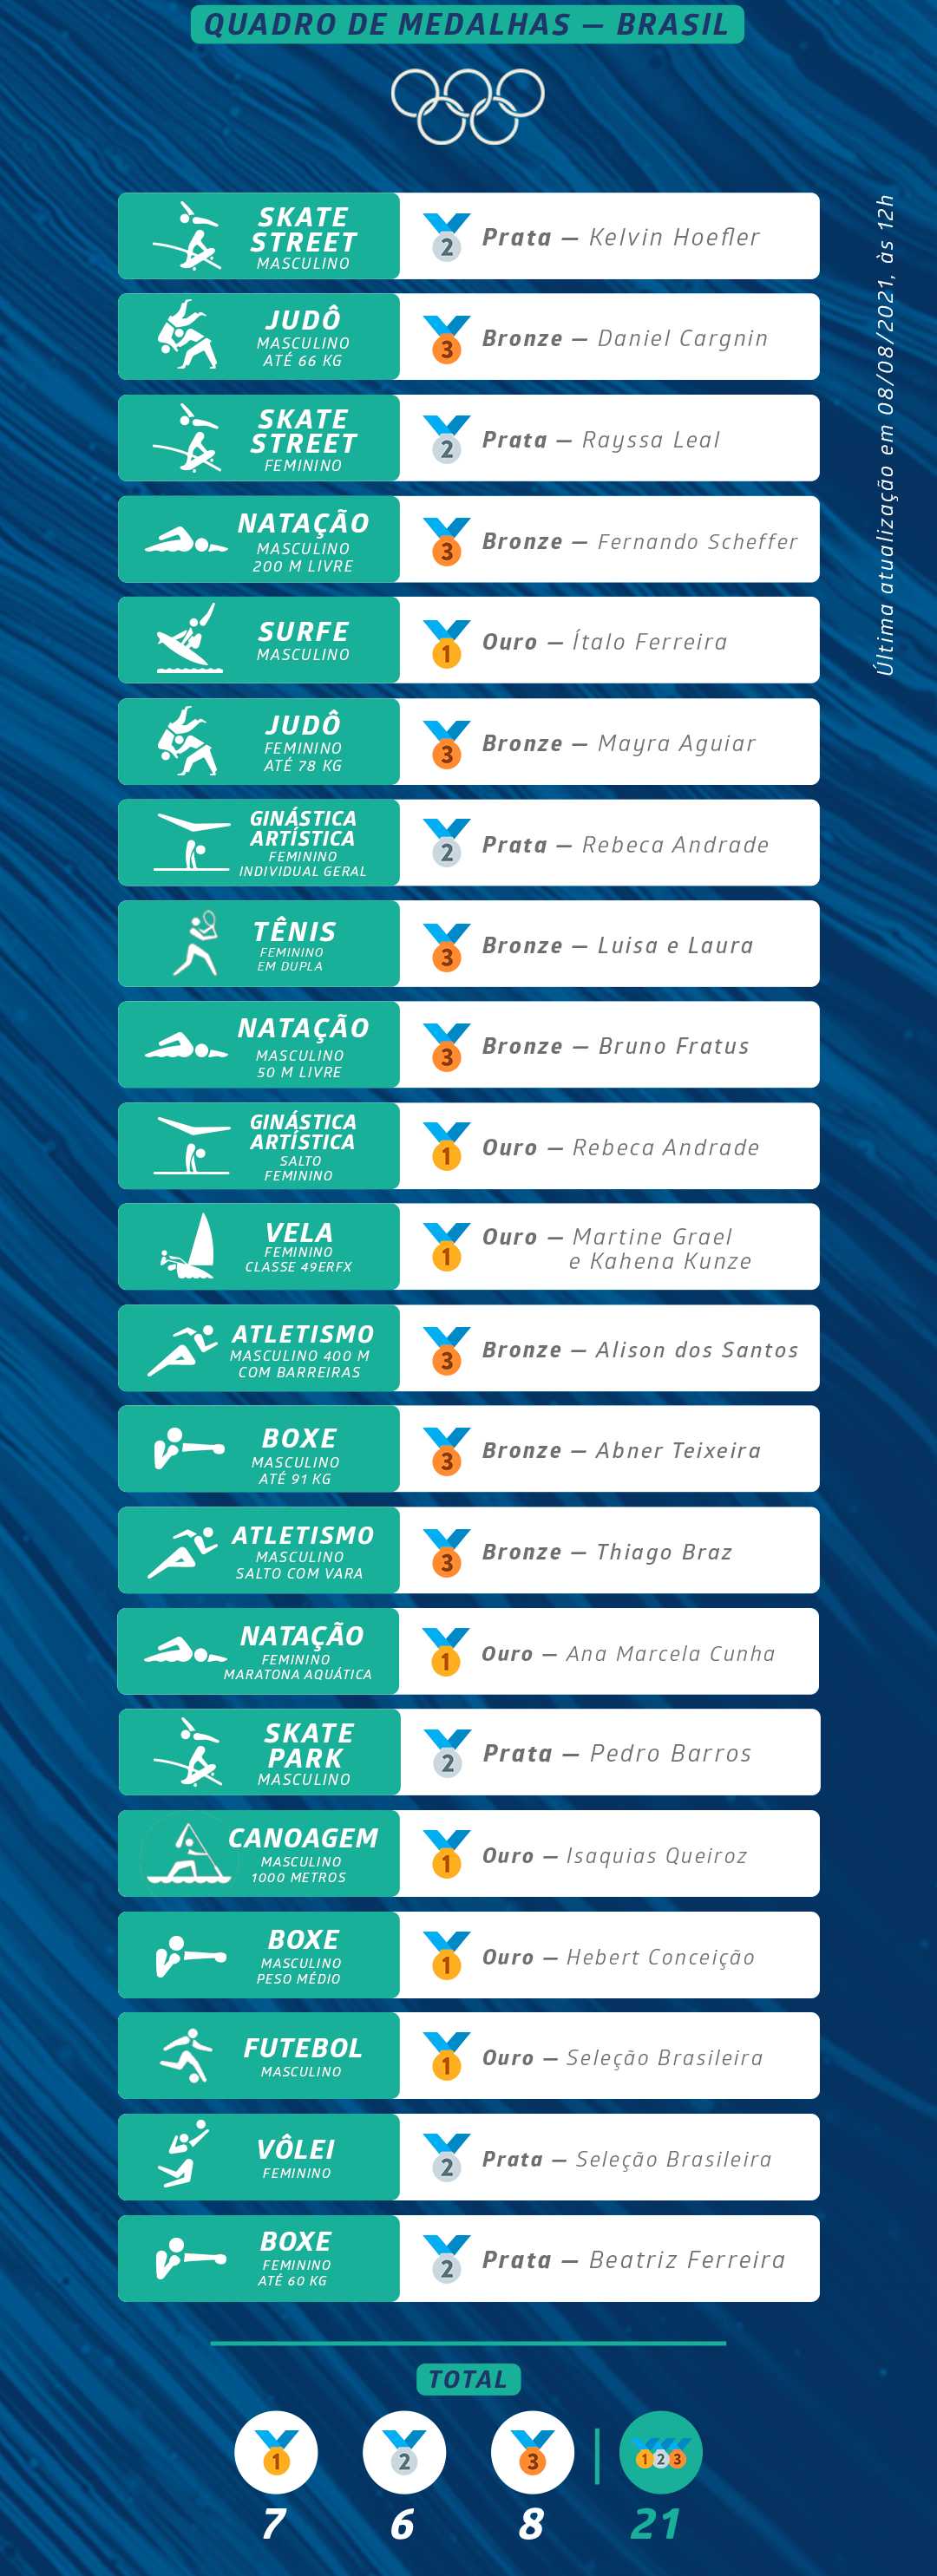 QUADRO DE MEDALHAS – BRASIL
Última atualização em 08/08/2021, às 12h
SKATE
STREET
MASCULINO
2
Prata – Kelvin Hoefler
JUDÔ
MASCULINO
ATÉ 66 KG
3
Bronze – Daniel Cargnin
SKATE
STREET
FEMININO
2
Prata – Rayssa Leal
NATAÇÃO
MASCULINO
200 M LIVRE
3
Bronze – Fernando Scheffer
SURFE
MASCULINO
1
Ouro – Ítalo Ferreira
JUDÔ
FEMININO
ATÉ 78 KG
3
Bronze – Mayra Aguiar
GINÁSTICA
ARTÍSTICA
FEMININO
INDIVIDUAL GERAL
2
Prata – Rebeca Andrade
TÊNIS
FEMININO
EM DUPLA
3
Bronze – Luisa e Laura
NATAÇÃO
MASCULINO
50 M LIVRE
3
Bronze – Bruno Fratus
GINÁSTICA
ARTÍSTICA
SALTO
FEMININO
1
Ouro – Rebeca Andrade
VELA
FEMININO
CLASSE 49ERFX
1
Ouro – Martine Grael
e Kahena Kunze
ATLETISMO
MASCULINO 400 M
COM BARREIRAS
3
Bronze – Alison dos Santos
BOXE
MASCULINO
ATÉ 91 KG
3
Bronze – Abner Teixeira
ATLETISMO
MASCULINO
SALTO COM VARA
3
Bronze – Thiago Braz
NATAÇÃO
FEMININO
MARATONA AQUÁTICA
1
Ouro – Ana Marcela Cunha
SKATE
PARK
MASCULINO
2
Prata – Pedro Barros
CANOAGEM
MASCULINO
1000 METROS
1
Ouro – Isaquias Queiroz
BOXE
MASCULINO
PESO MÉDIO
1
Ouro – Hebert Conceição
FUTEBOL
MASCULINO
1
Ouro – Seleção Brasileira
VÔLEI
FEMININO
2
Prata – Seleção Brasileira
BOXE
FEMININO
ATÉ 60 KG
2
Prata – Beatriz Ferreira
TOTAL
1 2 3 1 2 3
7 6 8 21